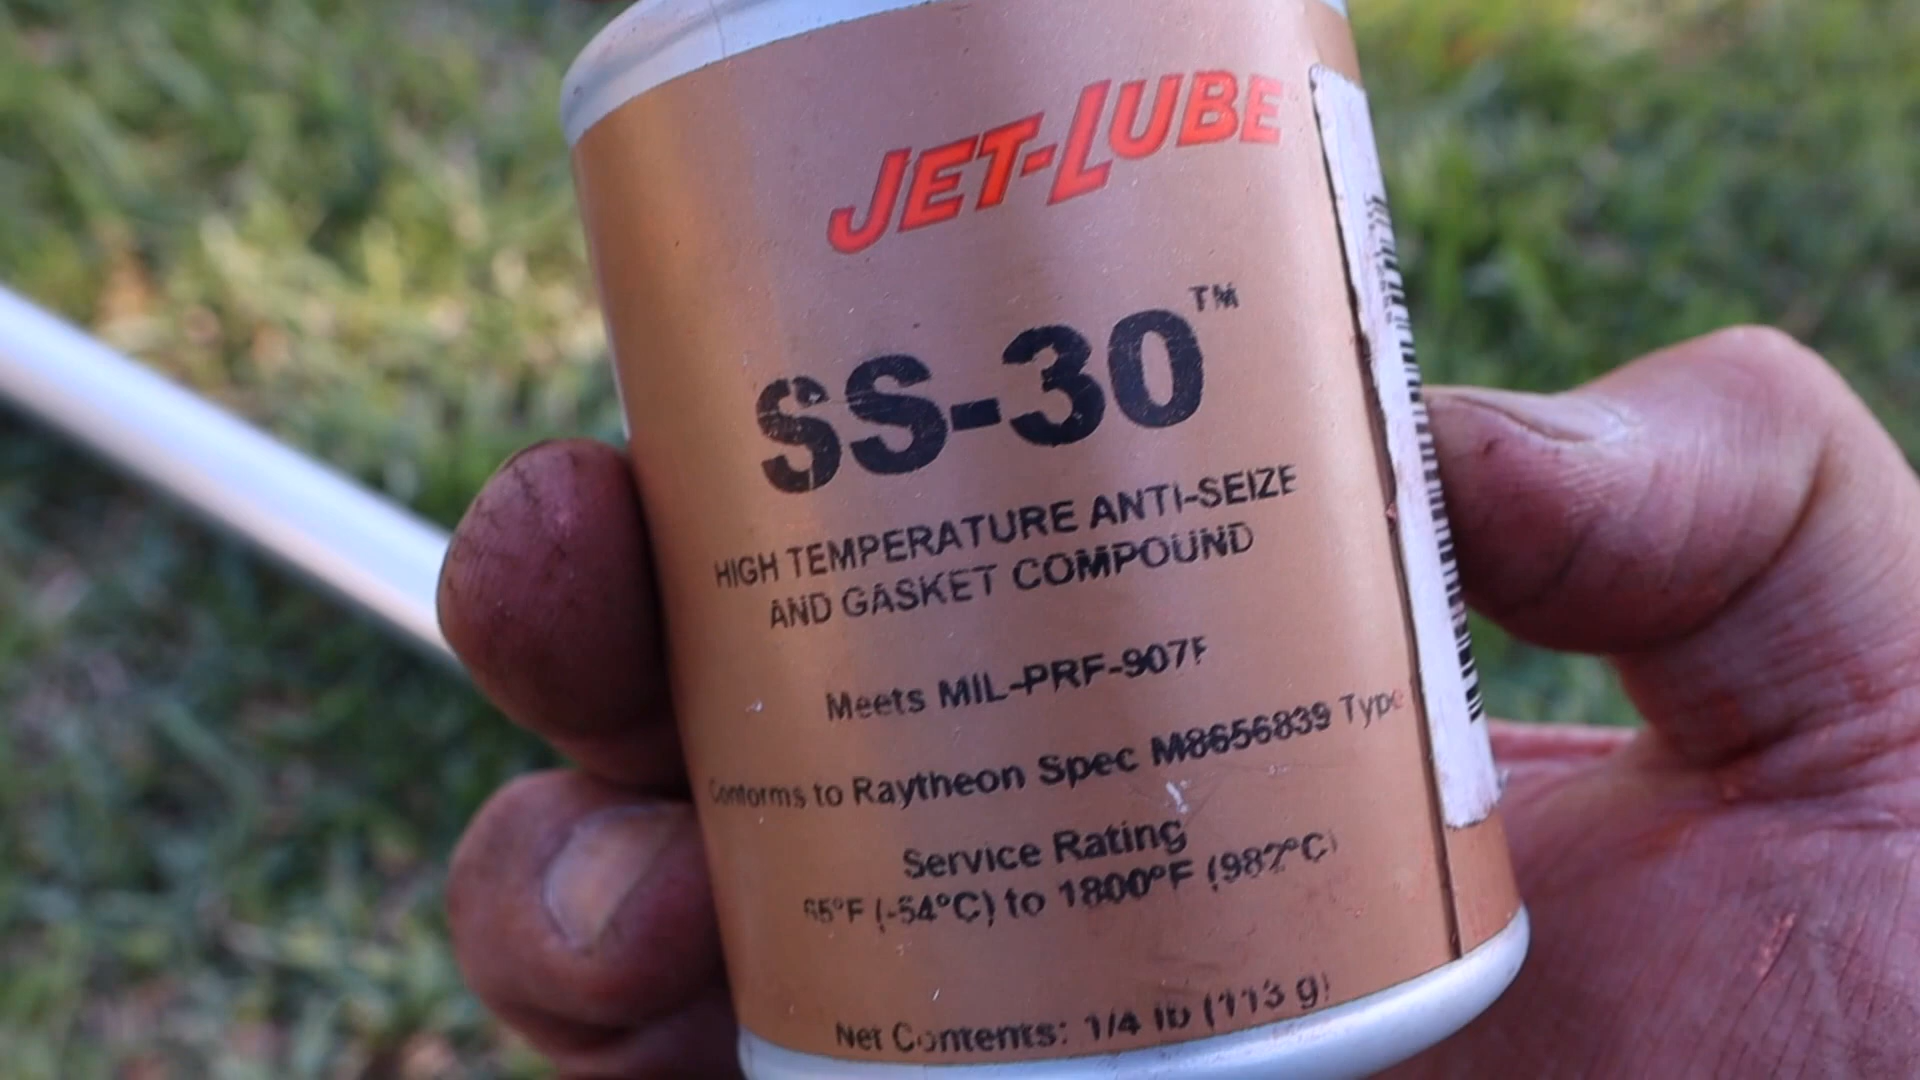 JET-LUBE
SS-30™
HIGH TEMPERATURE ANTI-SEIZE
AND GASKET COMPOUND
Meets MIL-PRF-907F
Conforms to Raytheon Spec M8656839 Type
Service Rating
65°F (-54°C) to 1800°F (982°C)
Net Contents: 1/4 lb (113 g)